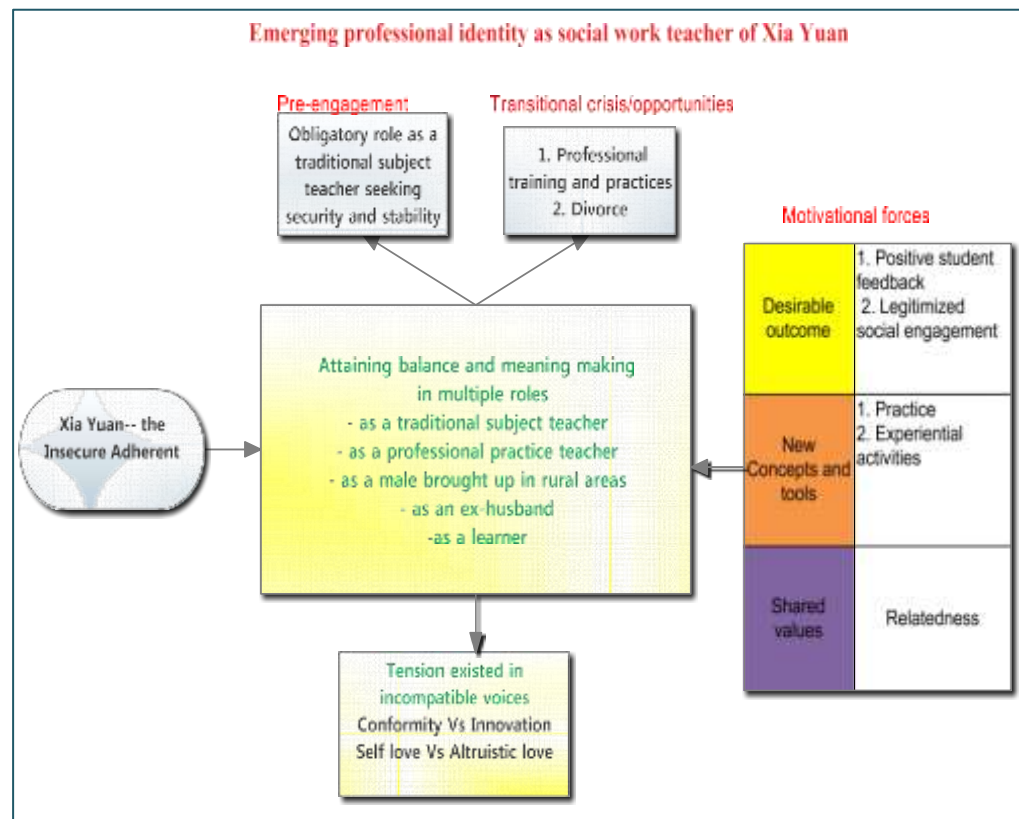 Emerging professional identity as social work teacher of Xia Yuan
Pre-engagement
Obligatory role as a
traditional subject
teacher seeking
security and stability
Transitional crisis/opportunities
1. Professional
training and practices
2. Divorce
Motivational forces
Desirable
outcome
1. Positive student
feedback
2. Legitimized
social engagement
New
Concepts and
tools
1. Practice
2. Experiential
activities
Shared
values
Relatedness
Xia Yuan-- the
Insecure Adherent
Attaining balance and meaning making
in multiple roles
- as a traditional subject teacher
- as a professional practice teacher
- as a male brought up in rural areas
- as an ex-husband
-as a learner
Tension existed in
incompatible voices
Conformity Vs Innovation
Self love Vs Altruistic love